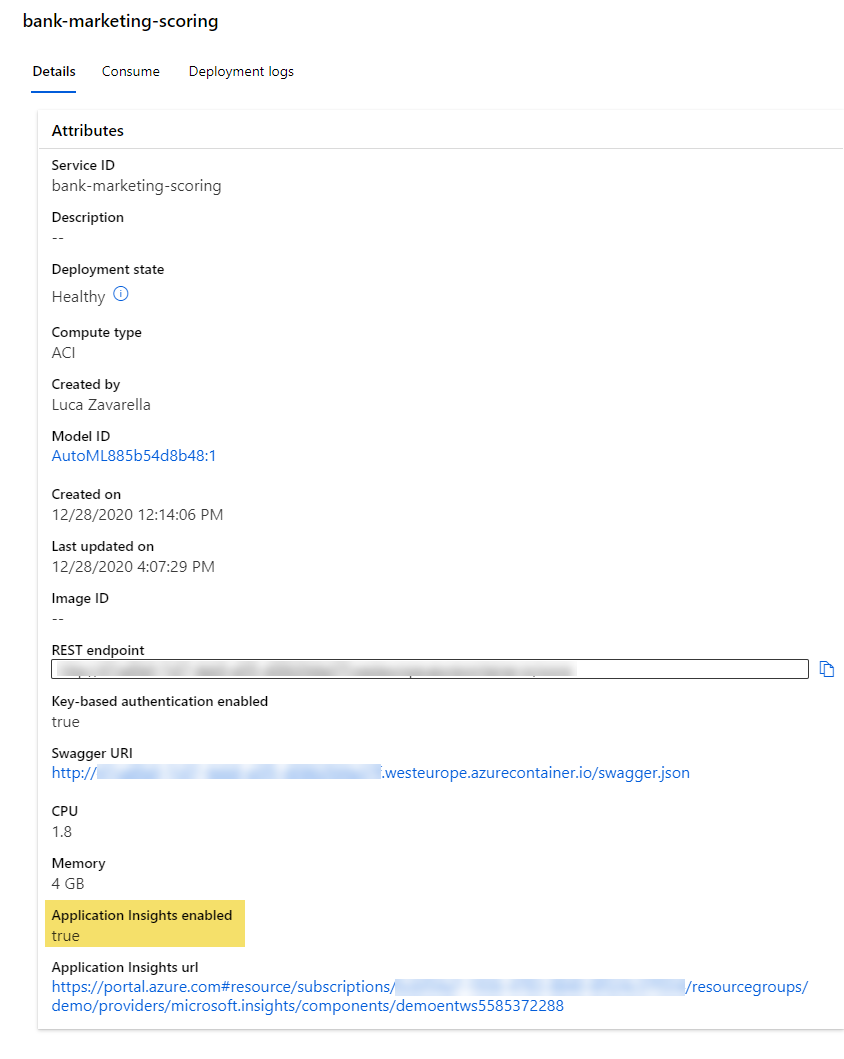 bank-marketing-scoring
Details Consume Deployment logs
Attributes
Service ID
bank-marketing-scoring
Description
--
Deployment state
Healthy
Compute type
ACI
Created by
Luca Zavarella
Model ID
AutoML885b54d8b48:1
Created on
12/28/2020 12:14:06 PM
Last updated on
12/28/2020 4:07:29 PM
Image ID
--
REST endpoint
Key-based authentication enabled
true
Swagger URI
http:// .westeurope.azurecontainer.io/swagger.json
CPU
1.8
Memory
4 GB
Application Insights enabled
true
Application Insights url
https://portal.azure.com#resource/subscriptions/ /resourcegroups/
demo/providers/microsoft.insights/components/demoentws5585372288